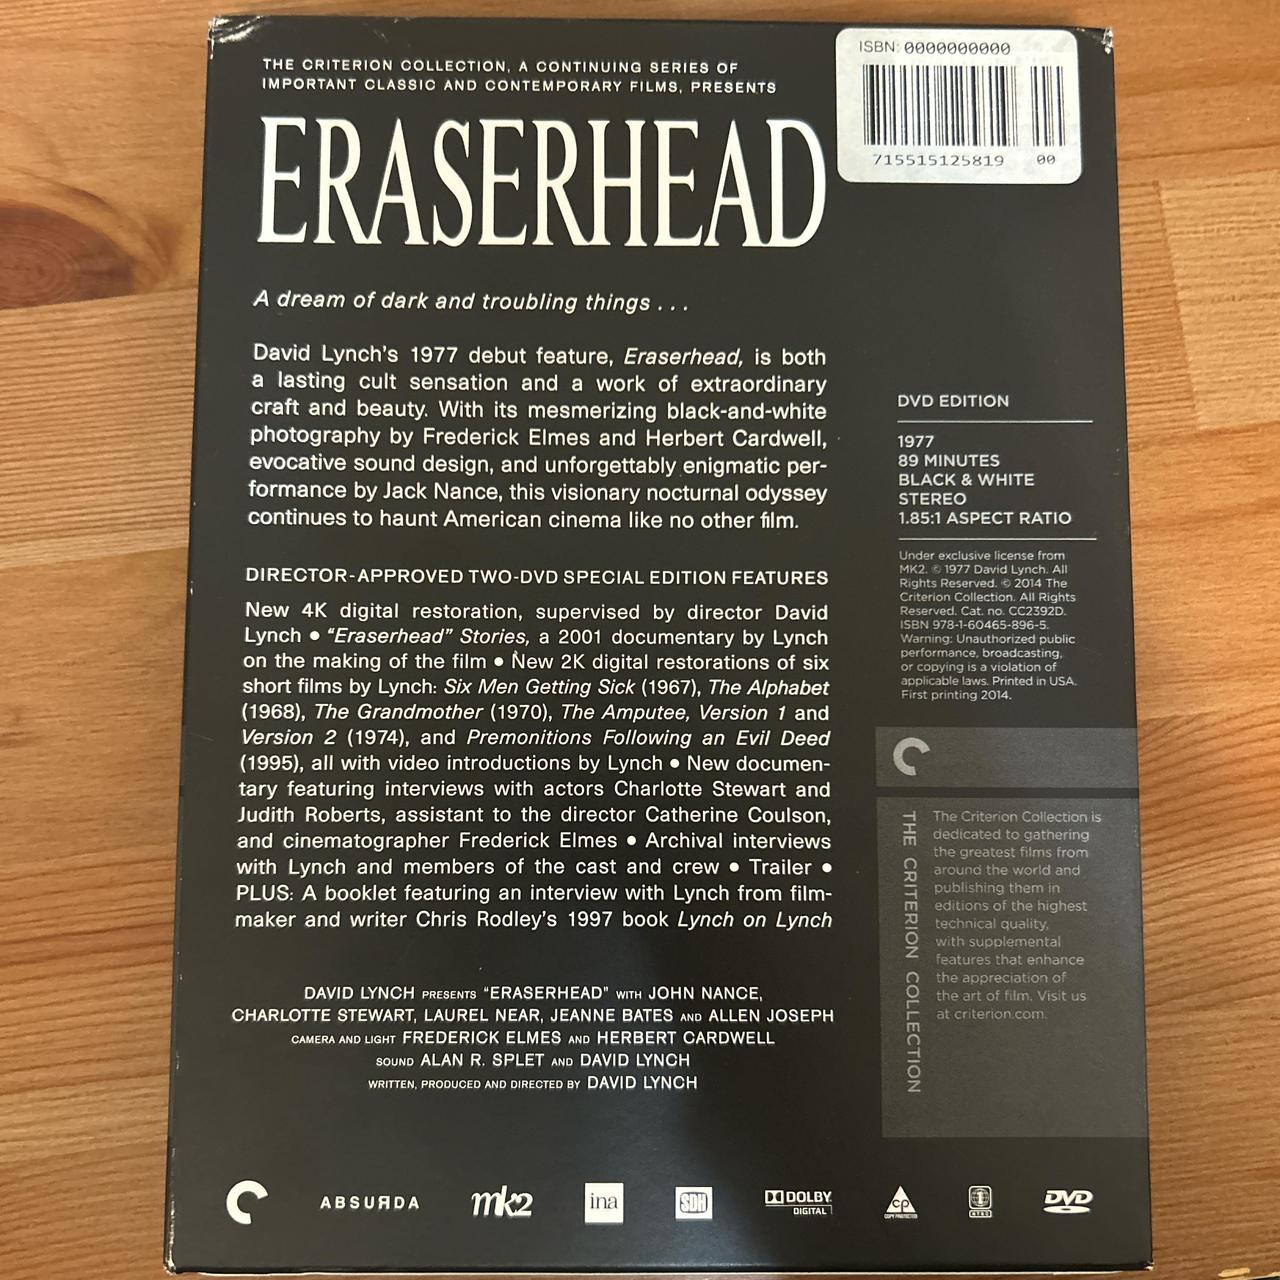 THE CRITERION COLLECTION, A CONTINUING SERIES OF
IMPORTANT CLASSIC AND CONTEMPORARY FILMS, PRESENTS
ERASERHEAD
ISBN: 0000000000
715515125819 00
A dream of dark and troubling things . . .
David Lynch's 1977 debut feature, Eraserhead, is both
a lasting cult sensation and a work of extraordinary
craft and beauty. With its mesmerizing black-and-white
photography by Frederick Elmes and Herbert Cardwell,
evocative sound design, and unforgettably enigmatic per-
formance by Jack Nance, this visionary nocturnal odyssey
continues to haunt American cinema like no other film.
DIRECTOR-APPROVED TWO-DVD SPECIAL EDITION FEATURES
New 4K digital restoration, supervised by director David
Lynch • “Eraserhead” Stories, a 2001 documentary by Lynch
on the making of the film • New 2K digital restorations of six
short films by Lynch: Six Men Getting Sick (1967), The Alphabet
(1968), The Grandmother (1970), The Amputee, Version 1 and
Version 2 (1974), and Premonitions Following an Evil Deed
(1995), all with video introductions by Lynch • New documen-
tary featuring interviews with actors Charlotte Stewart and
Judith Roberts, assistant to the director Catherine Coulson,
and cinematographer Frederick Elmes • Archival interviews
with Lynch and members of the cast and crew • Trailer •
PLUS: A booklet featuring an interview with Lynch from film-
maker and writer Chris Rodley's 1997 book Lynch on Lynch
DAVID LYNCH PRESENTS “ERASERHEAD” WITH JOHN NANCE,
CHARLOTTE STEWART, LAUREL NEAR, JEANNE BATES AND ALLEN JOSEPH
CAMERA AND LIGHT FREDERICK ELMES AND HERBERT CARDWELL
SOUND ALAN R. SPLET AND DAVID LYNCH
WRITTEN, PRODUCED AND DIRECTED BY DAVID LYNCH
DVD EDITION
1977
89 MINUTES
BLACK & WHITE
STEREO
1.85:1 ASPECT RATIO
Under exclusive license from
MK2. © 1977 David Lynch. All
Rights Reserved. © 2014 The
Criterion Collection. All Rights
Reserved. Cat. no. CC2392D.
ISBN 978-1-60465-896-5.
Warning: Unauthorized public
performance, broadcasting,
or copying is a violation of
applicable laws. Printed in USA.
First printing 2014.
THE CRITERION COLLECTION
The Criterion Collection is
dedicated to gathering
the greatest films from
around the world and
publishing them in
editions of the highest
technical quality,
with supplemental
features that enhance
the appreciation of
the art of film. Visit us
at criterion.com.
ABSURDA
mk2
ina
SDH
DOLBY
DIGITAL
CP
COPY PROTECTED
1
NTSC
DVD